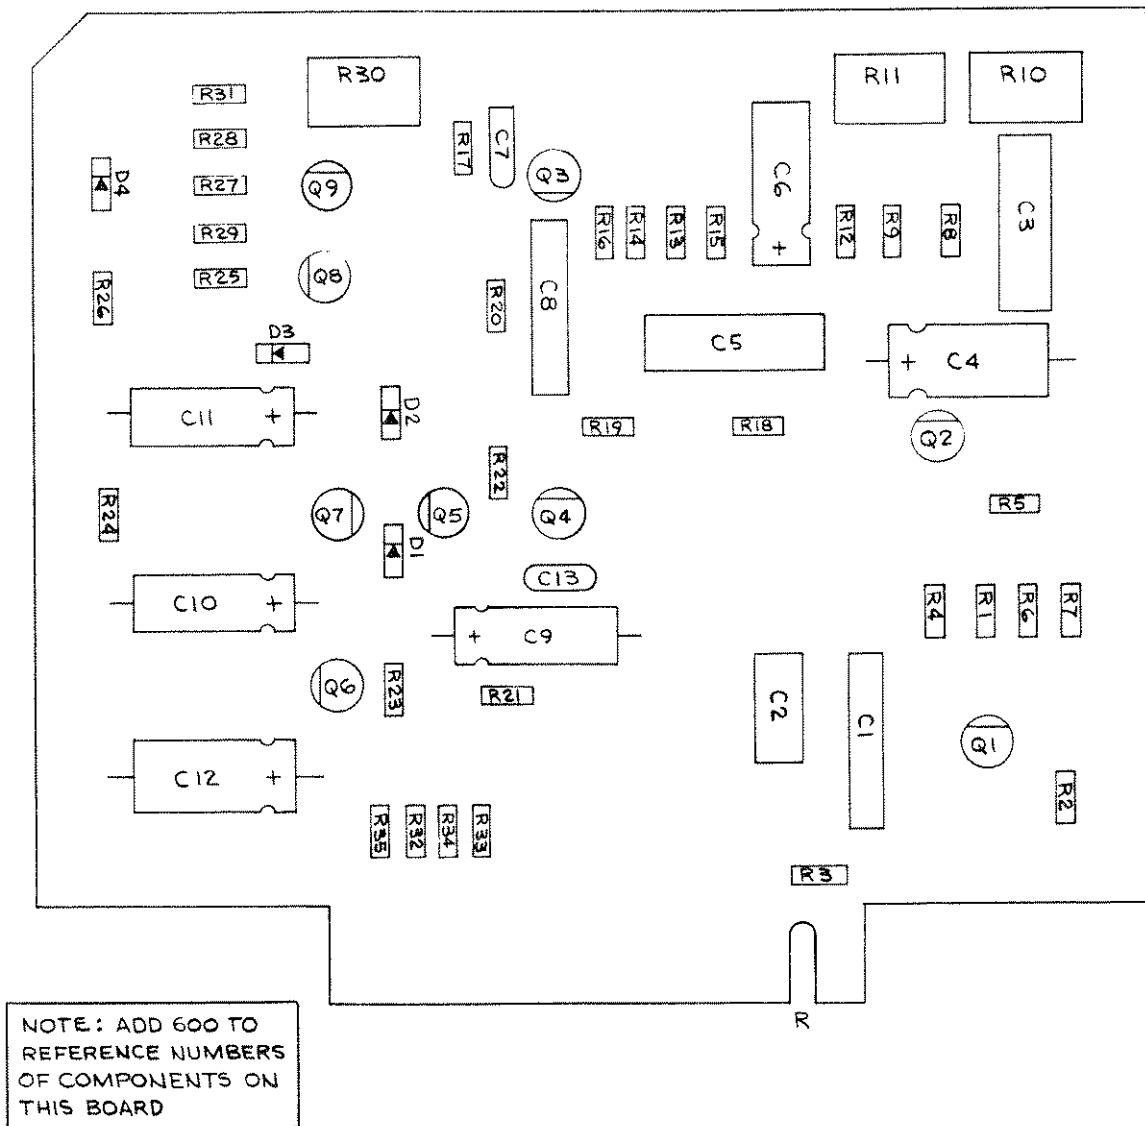 R30
R11
R10
R31
R28
R17
C7
Q3
C6
C3
D4
R27
Q9
R29
R16
R14
R13
R15
+
R12
R9
R8
R26
R25
Q8
R20
C8
D3
C5
+ C4
C11 +
D2
R19
R18
Q2
R22
R24
Q7
Q5
Q4
R5
D1
C13
C10 +
+ C9
R4
R1
R6
R7
Q6
R23
R21
C2
C1
Q1
C12 +
R2
R35
R32
R34
R33
R3
R
NOTE: ADD 600 TO
REFERENCE NUMBERS
OF COMPONENTS ON
THIS BOARD